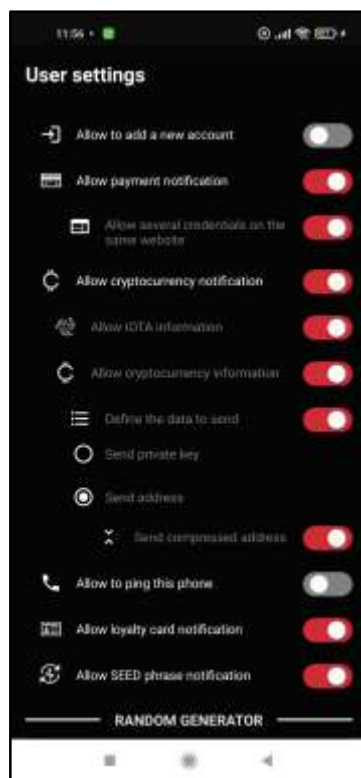 11:56
User settings
Allow to add a new account
Allow payment notification
Allow several credentials on the
same website
Allow cryptocurrency notification
Allow IOTA information
Allow cryptocurrency information
Define the data to send
Send private key
Send address
Send compressed address
Allow to ping this phone
Allow loyalty card notification
Allow SEED phrase notification
RANDOM GENERATOR